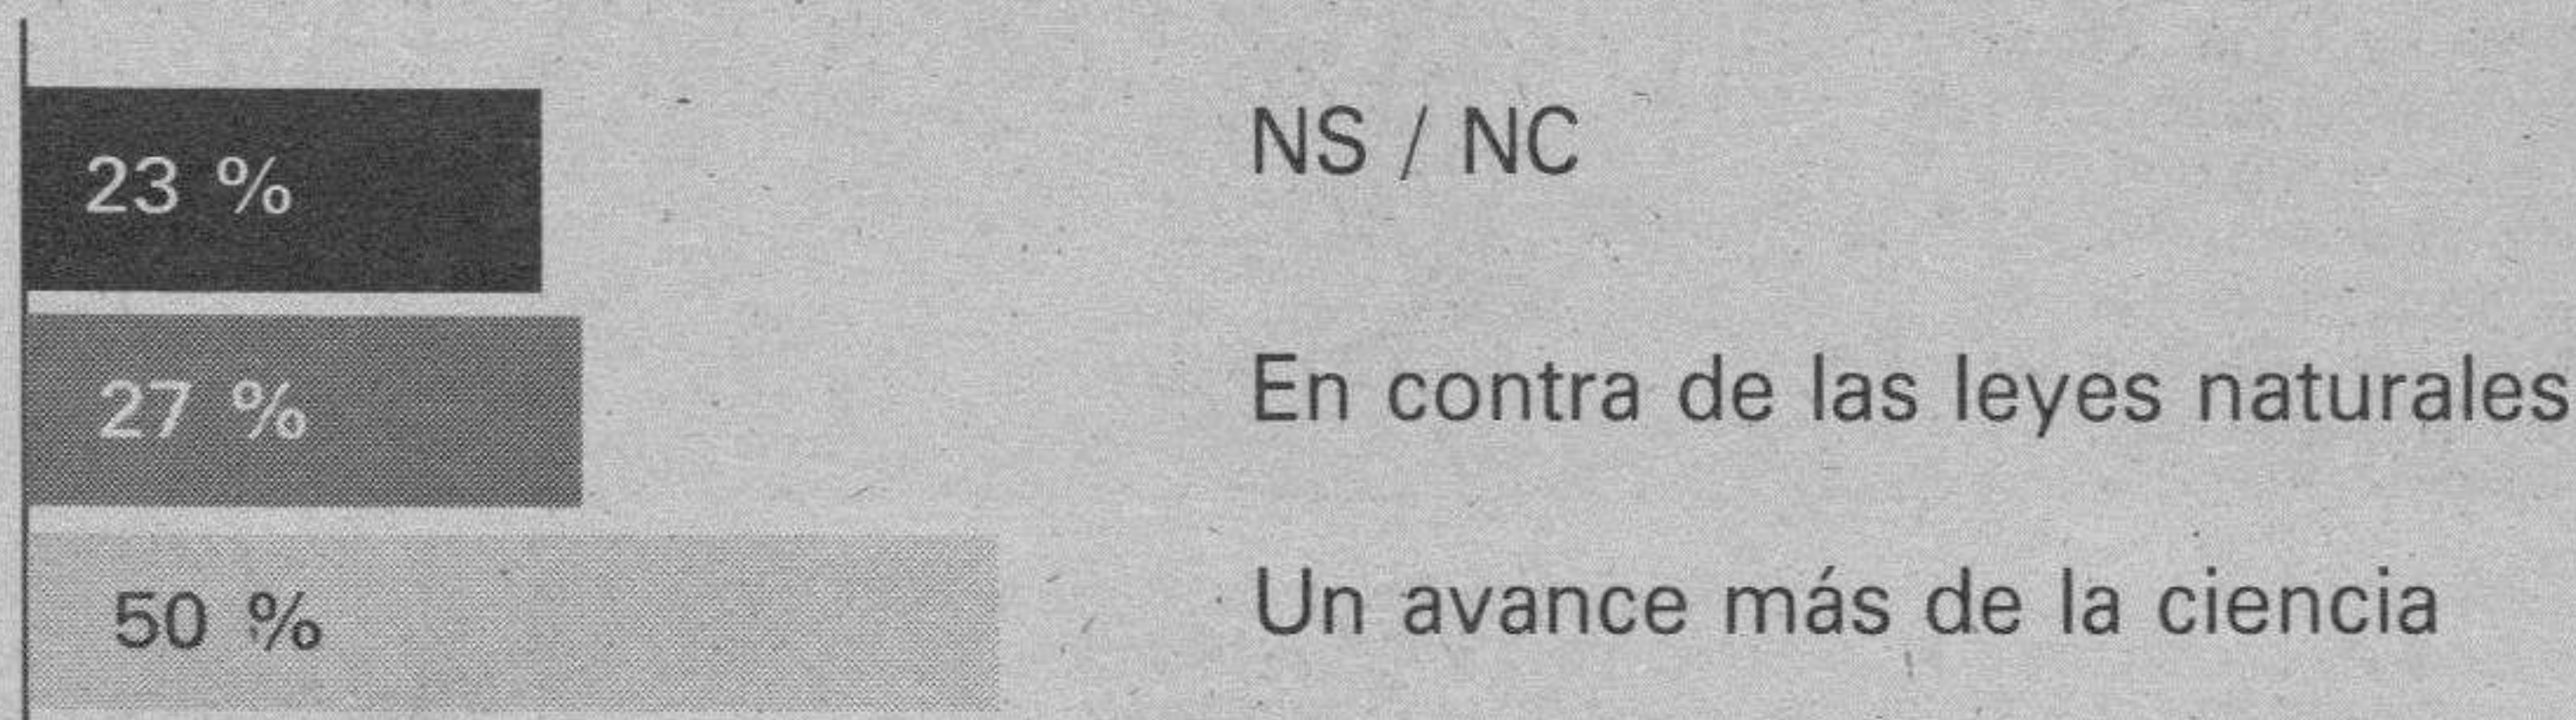 23 % NS / NC
27 % En contra de las leyes naturales
50 % Un avance más de la ciencia